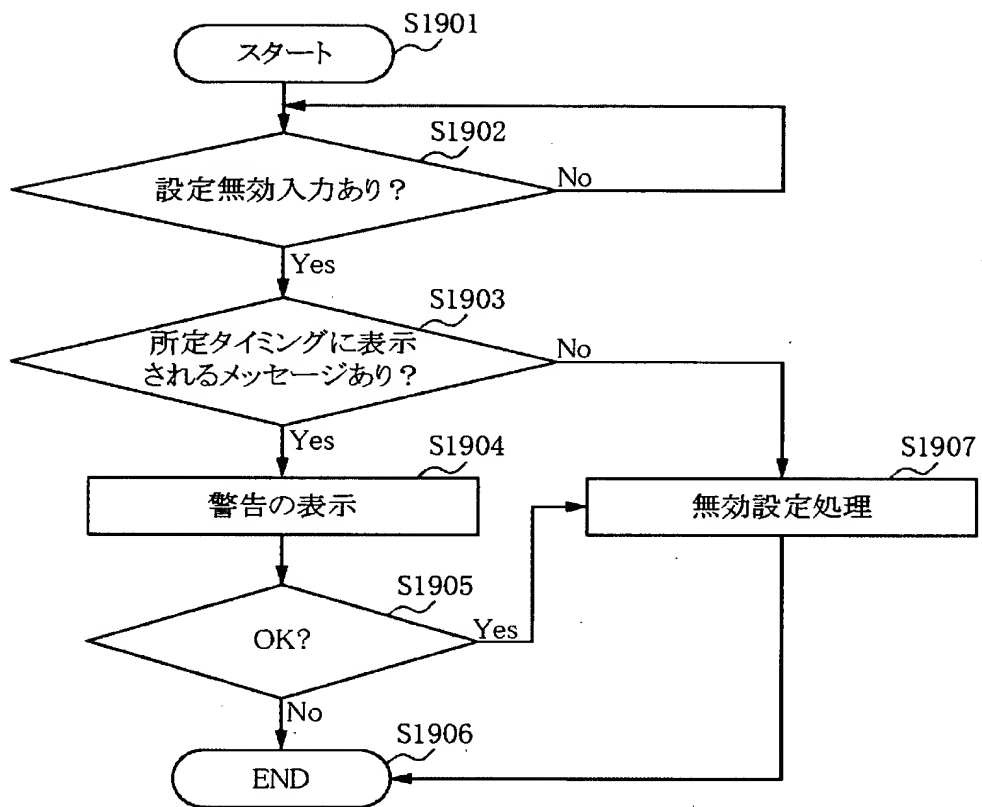 S1901
スタート
S1902
設定無効入力あり？
No
Yes
S1903
所定タイミングに表示
されるメッセージあり？
No
Yes
S1904
警告の表示
S1907
無効設定処理
S1905
OK?
Yes
No
S1906
END